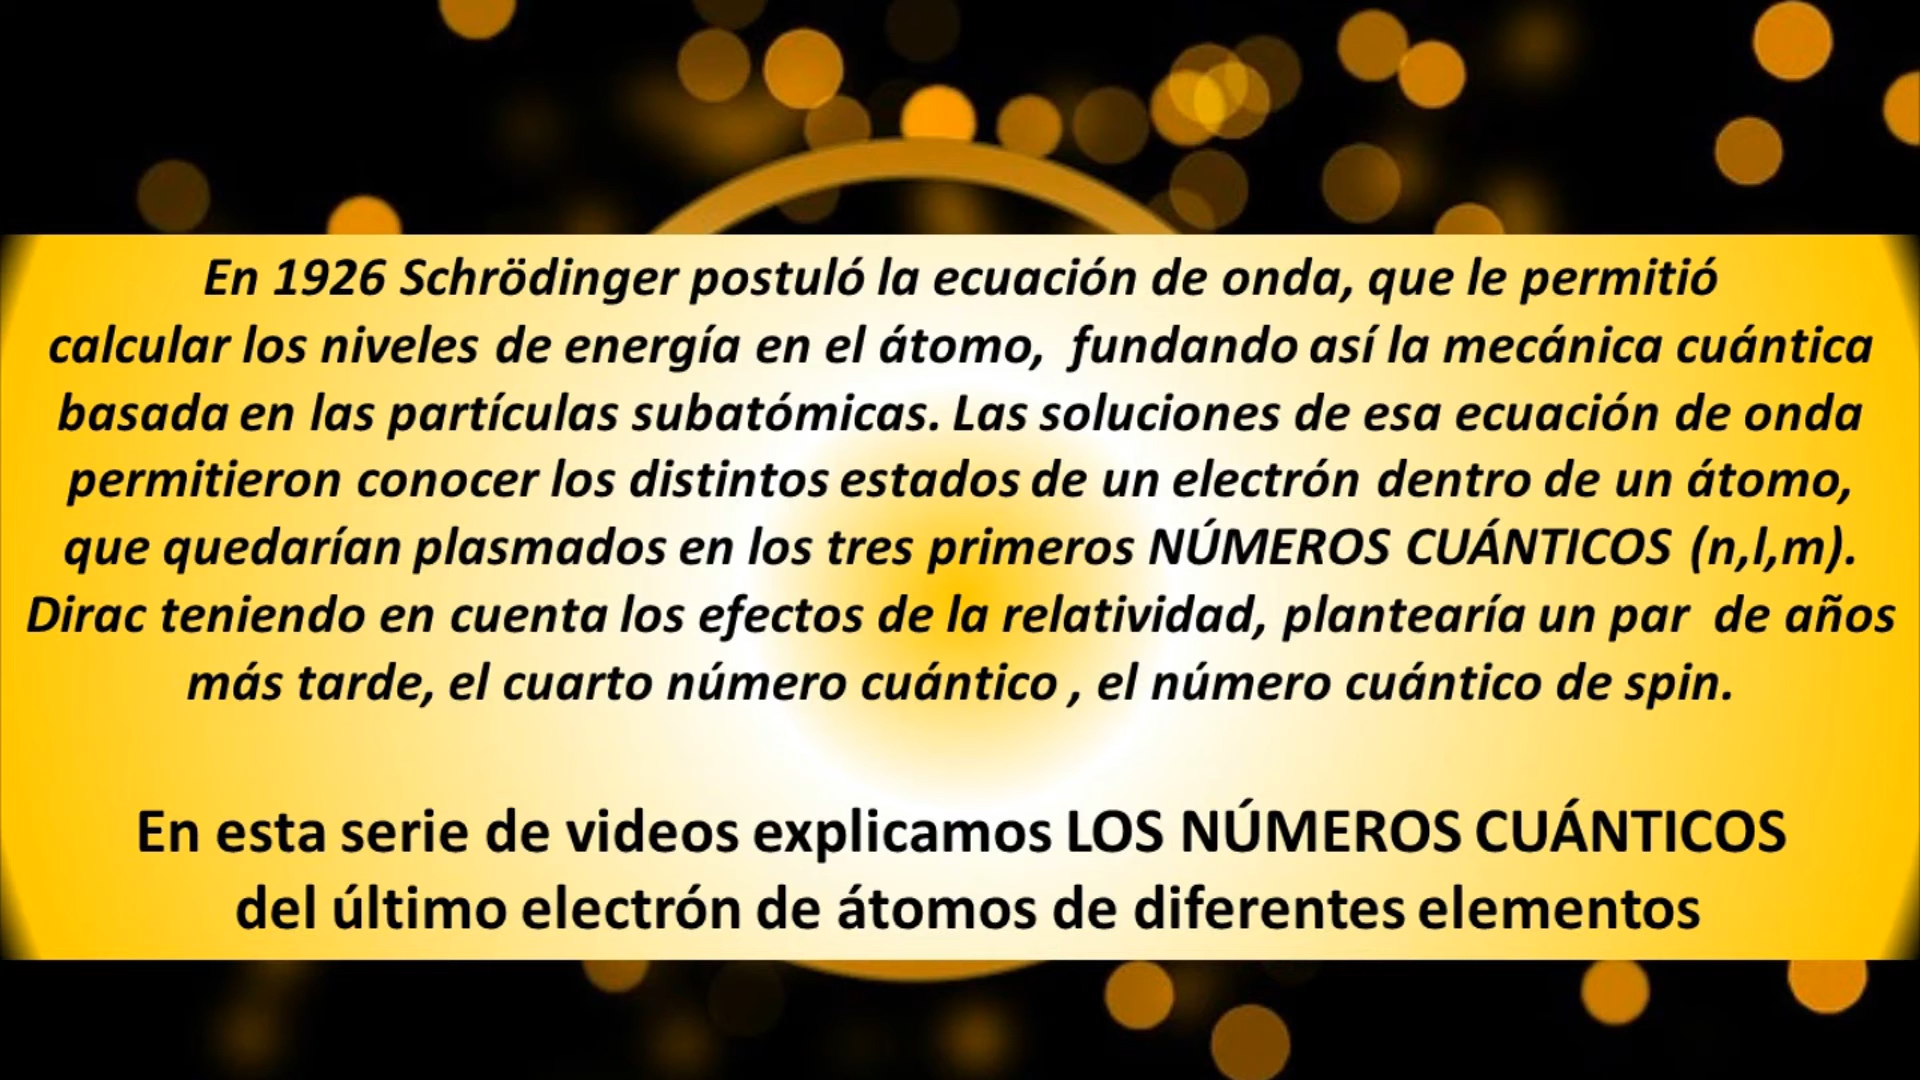 En 1926 Schrödinger postuló la ecuación de onda, que le permitió
calcular los niveles de energía en el átomo, fundando así la mecánica cuántica
basada en las partículas subatómicas. Las soluciones de esa ecuación de onda
permitieron conocer los distintos estados de un electrón dentro de un átomo,
que quedarían plasmados en los tres primeros NÚMEROS CUÁNTICOS (n,l,m).
Dirac teniendo en cuenta los efectos de la relatividad, plantearía un par de años
más tarde, el cuarto número cuántico , el número cuántico de spin.
En esta serie de videos explicamos LOS NÚMEROS CUÁNTICOS
del último electrón de átomos de diferentes elementos